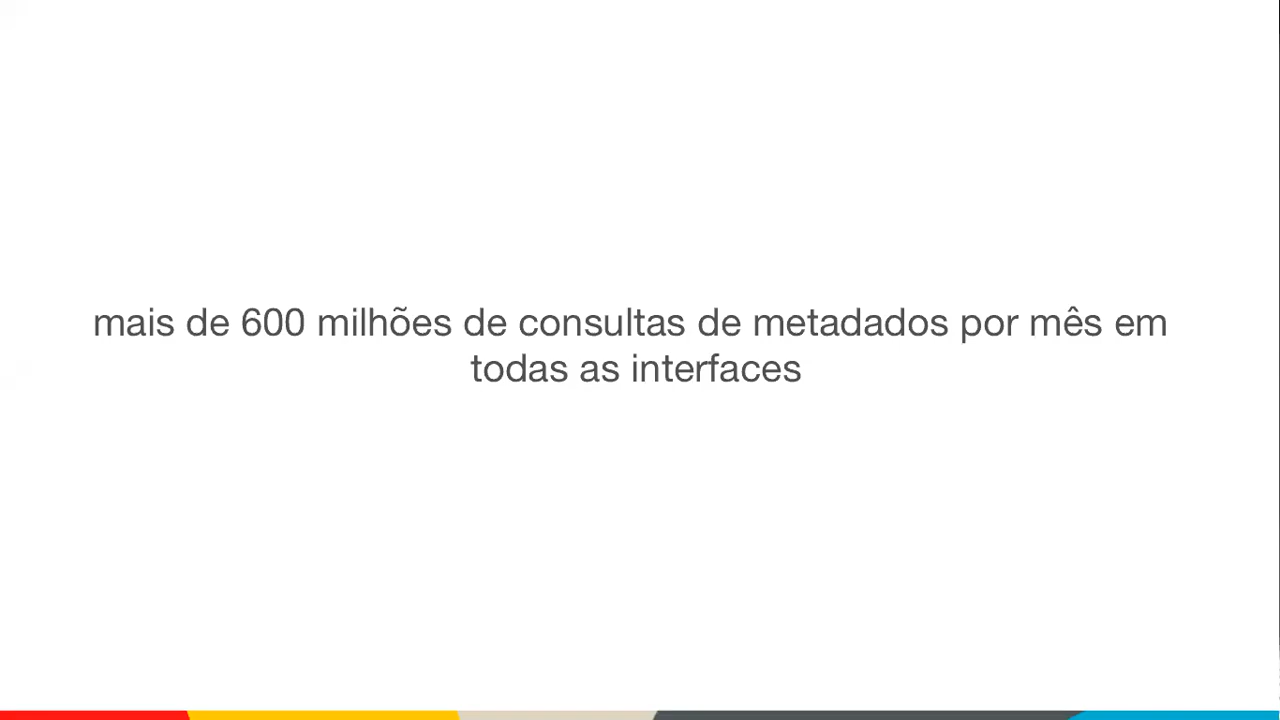 mais de 600 milhões de consultas de metadados por mês em
todas as interfaces